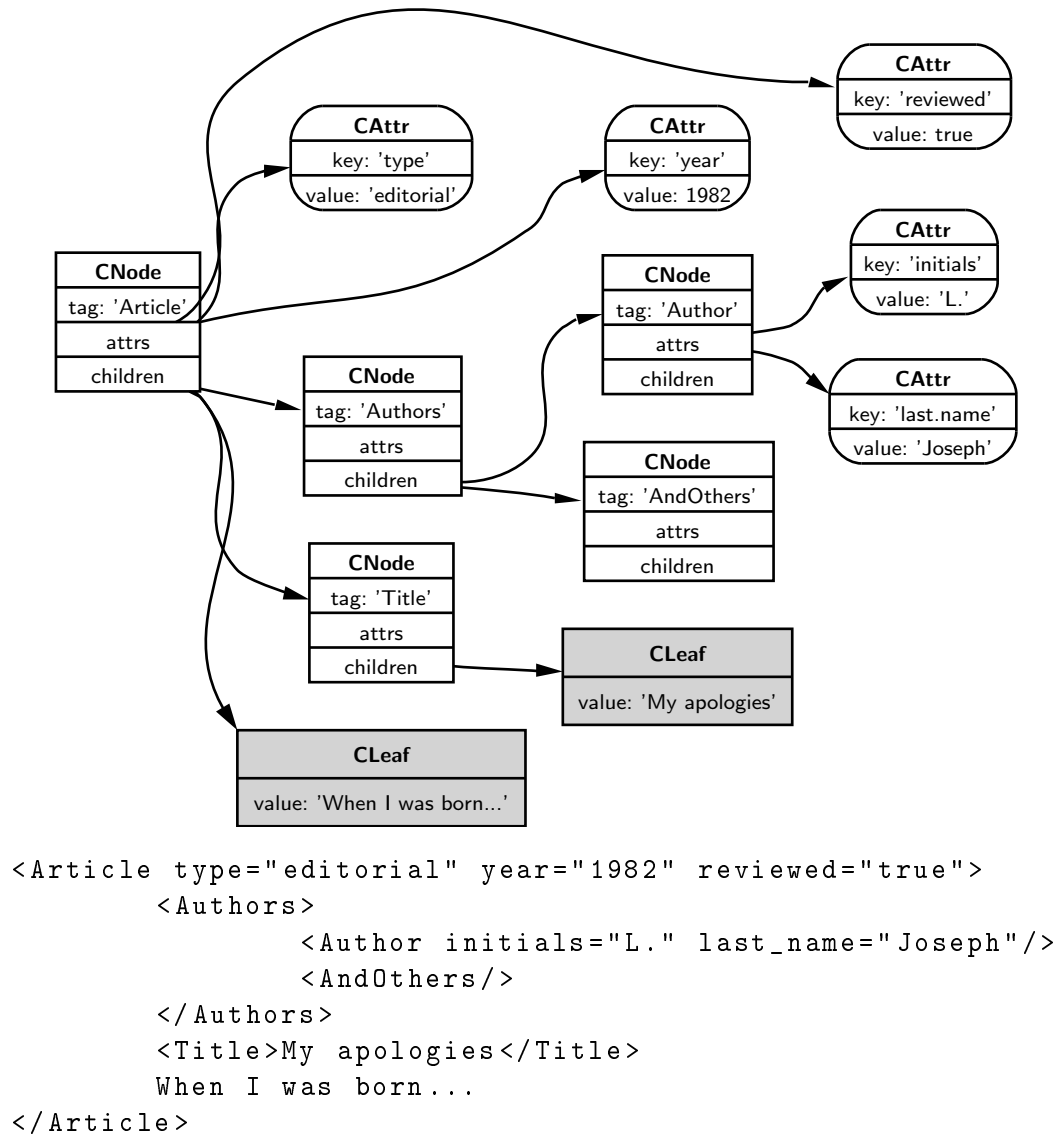 CAttr
key: 'reviewed'
value: true
CAttr
key: 'type'
value: 'editorial'
CAttr
key: 'year'
value: 1982
CNode
tag: 'Article'
attrs
children
CNode
tag: 'Author'
attrs
children
CAttr
key: 'initials'
value: 'L.'
CNode
tag: 'Authors'
attrs
children
CAttr
key: 'last.name'
value: 'Joseph'
CNode
tag: 'AndOthers'
attrs
children
CNode
tag: 'Title'
attrs
children
CLeaf
value: 'My apologies'
CLeaf
value: 'When I was born...'
<Article type="editorial" year="1982" reviewed="true">
<Authors>
<Author initials="L." last_name="Joseph"/>
<AndOthers/>
</Authors>
<Title>My apologies</Title>
When I was born...
</Article>